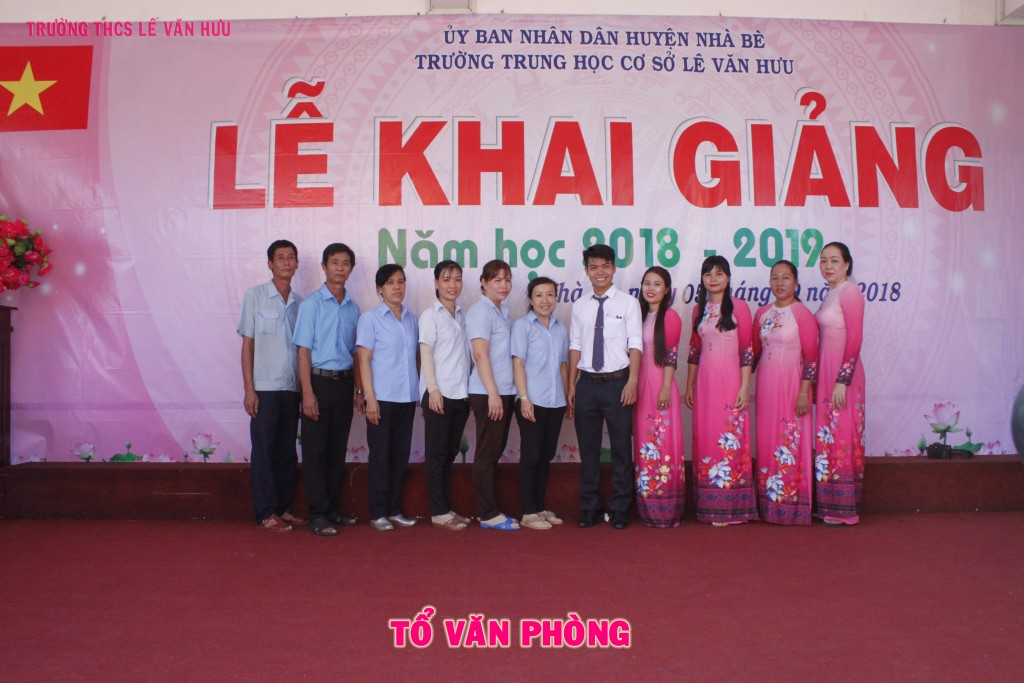 TRƯỜNG THCS LÊ VĂN HƯU
ỦY BAN NHÂN DÂN HUYỆN NHÀ BÈ
TRƯỜNG TRUNG HỌC CƠ SỞ LÊ VĂN HƯU
LỄ KHAI GIẢNG
Năm học 2018 - 2019
05 2018
TỔ VĂN PHÒNG